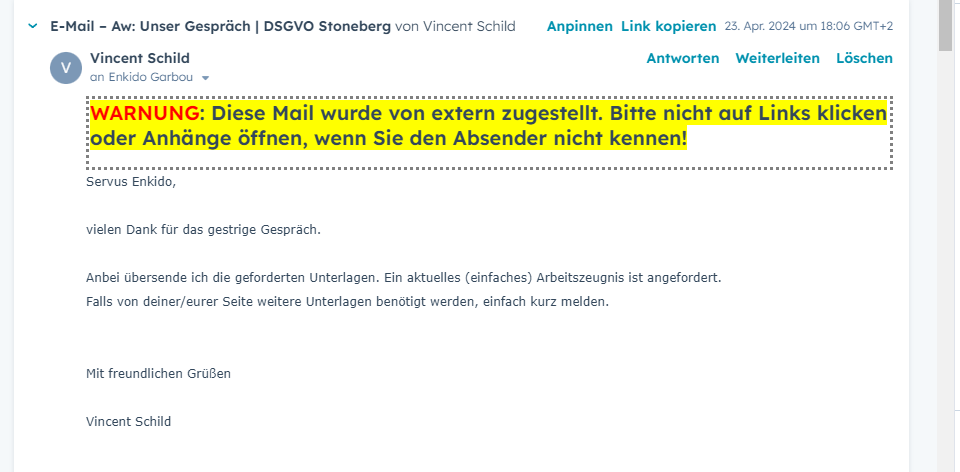 E-Mail – Aw: Unser Gespräch | DSGVO Stoneberg von Vincent Schild Anpinnen Link kopieren 23. Apr. 2024 um 18:06 GMT+2
V
Vincent Schild Antworten Weiterleiten Löschen
an Enkido Garbou
WARNUNG: Diese Mail wurde von extern zugestellt. Bitte nicht auf Links klicken
oder Anhänge öffnen, wenn Sie den Absender nicht kennen!
Servus Enkido,
vielen Dank für das gestrige Gespräch.
Anbei übersende ich die geforderten Unterlagen. Ein aktuelles (einfaches) Arbeitszeugnis ist angefordert.
Falls von deiner/eurer Seite weitere Unterlagen benötigt werden, einfach kurz melden.
Mit freundlichen Grüßen
Vincent Schild